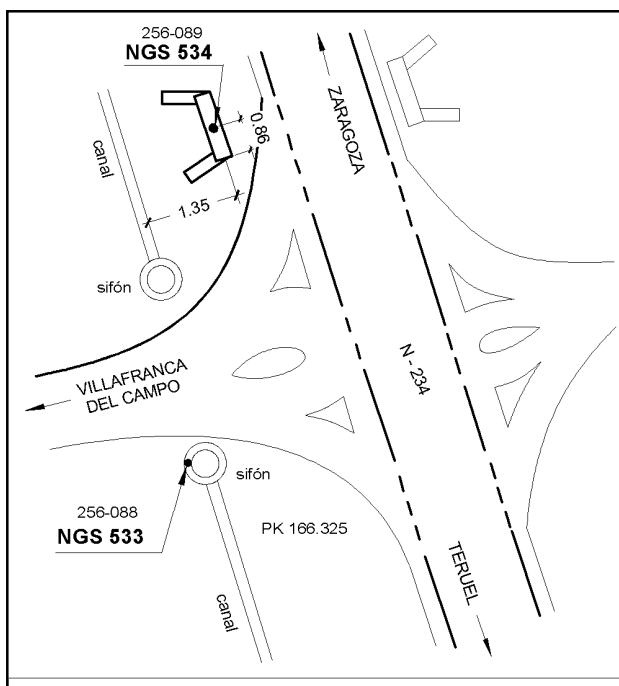 256-089
NGS 534
ZARAGOZA
0.86
canal
1.35
sifón
N - 234
VILLAFRANCA
DEL CAMPO
sifón
256-088
NGS 533
PK 166.325
TERUEL
canal